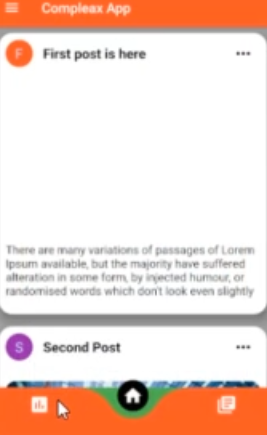 Compleax App
F
First post is here
There are many variations of passages of Lorem
Ipsum available, but the majority have suffered
alteration in some form, by injected humour, or
randomised words which don't look even slightly
S
Second Post